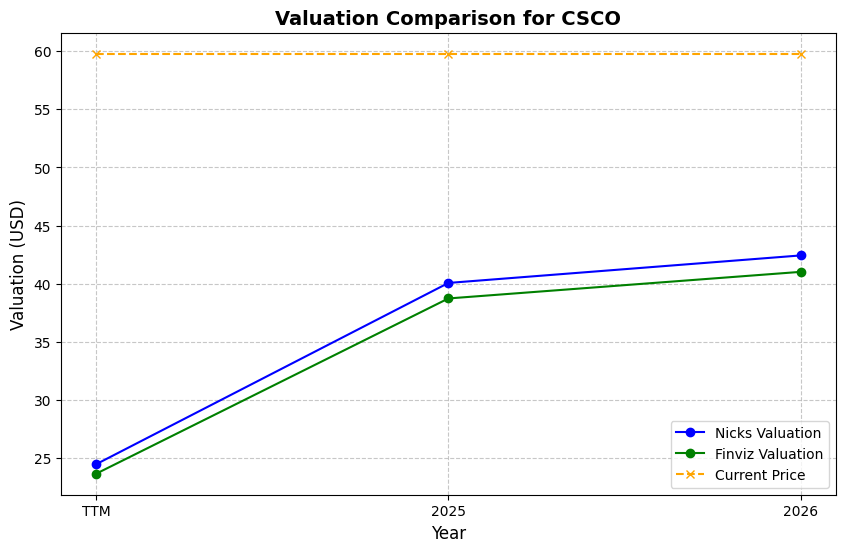 Valuation Comparison for CSCO
60
55
50
45
40
35
30
25
Valuation (USD)
TTM 2025 2026
Year
Nicks Valuation
Finviz Valuation
Current Price